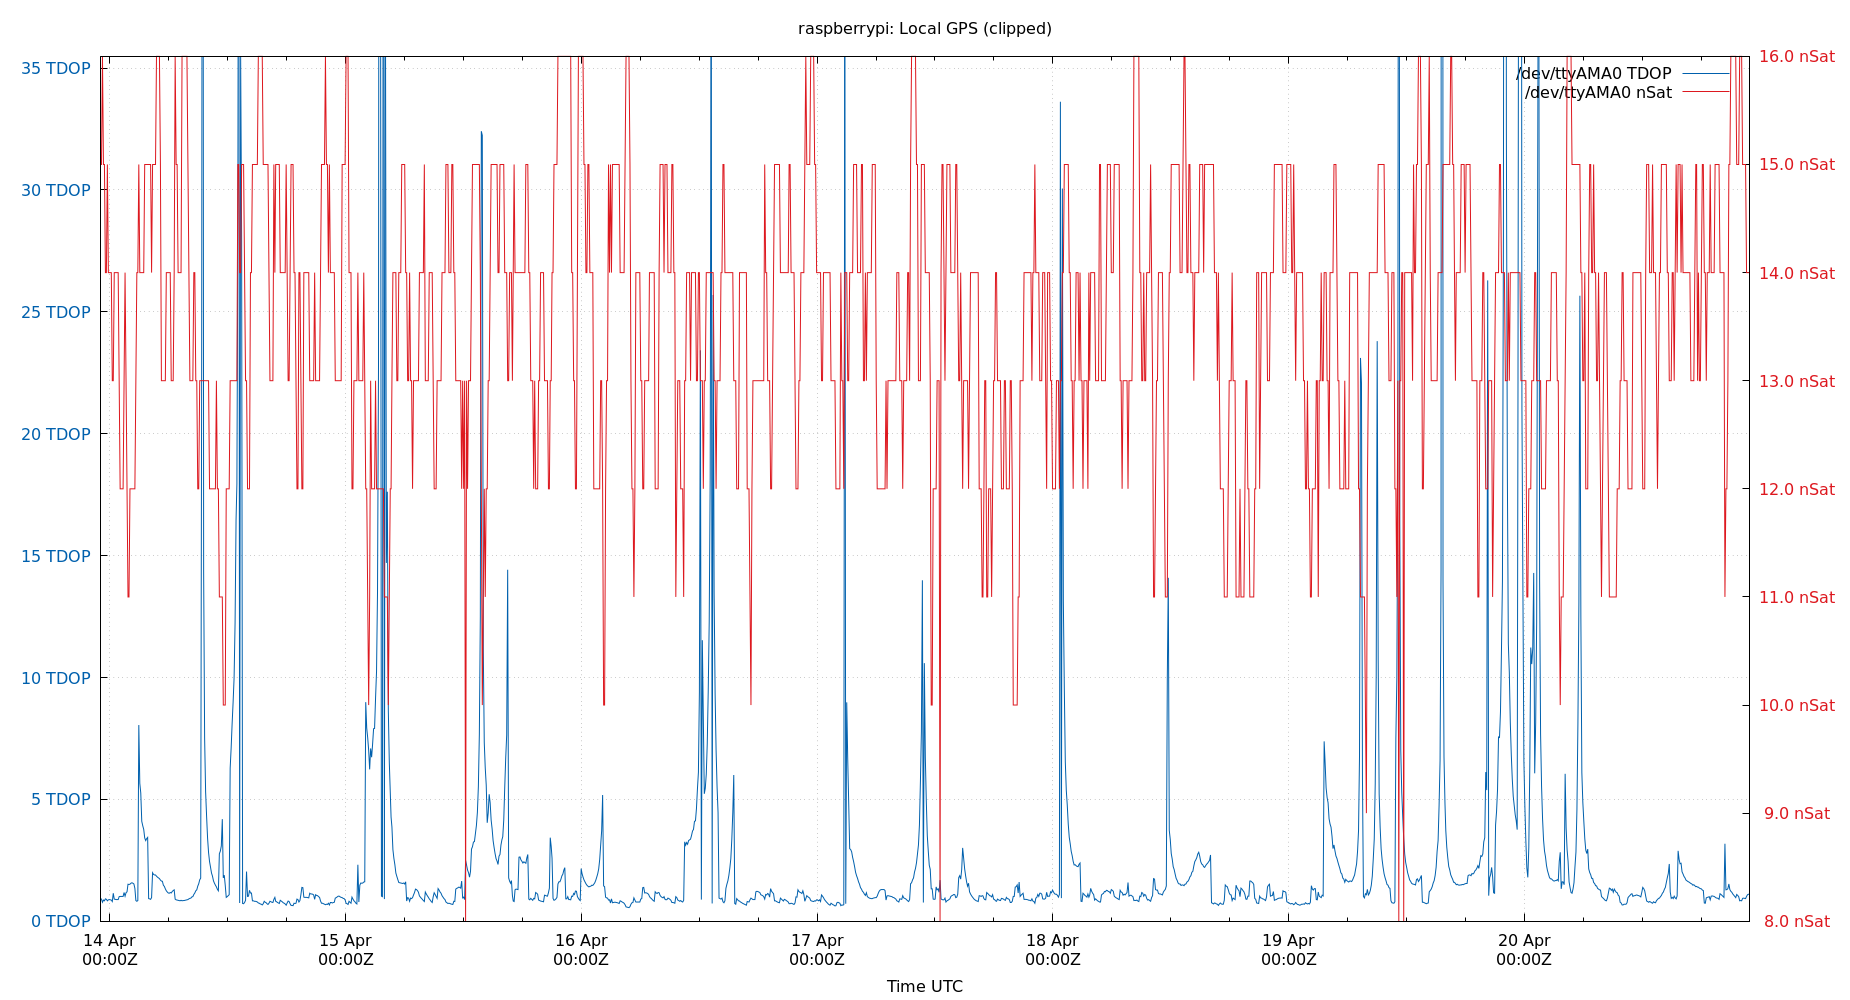 raspberrypi: Local GPS (clipped)
35 TDOP
30 TDOP
25 TDOP
20 TDOP
15 TDOP
10 TDOP
5 TDOP
0 TDOP
16.0 nSat
15.0 nSat
14.0 nSat
13.0 nSat
12.0 nSat
11.0 nSat
10.0 nSat
9.0 nSat
8.0 nSat
/dev/ttyAMA0 TDOP
/dev/ttyAMA0 nSat
14 Apr
00:00Z
15 Apr
00:00Z
16 Apr
00:00Z
17 Apr
00:00Z
18 Apr
00:00Z
19 Apr
00:00Z
20 Apr
00:00Z
Time UTC